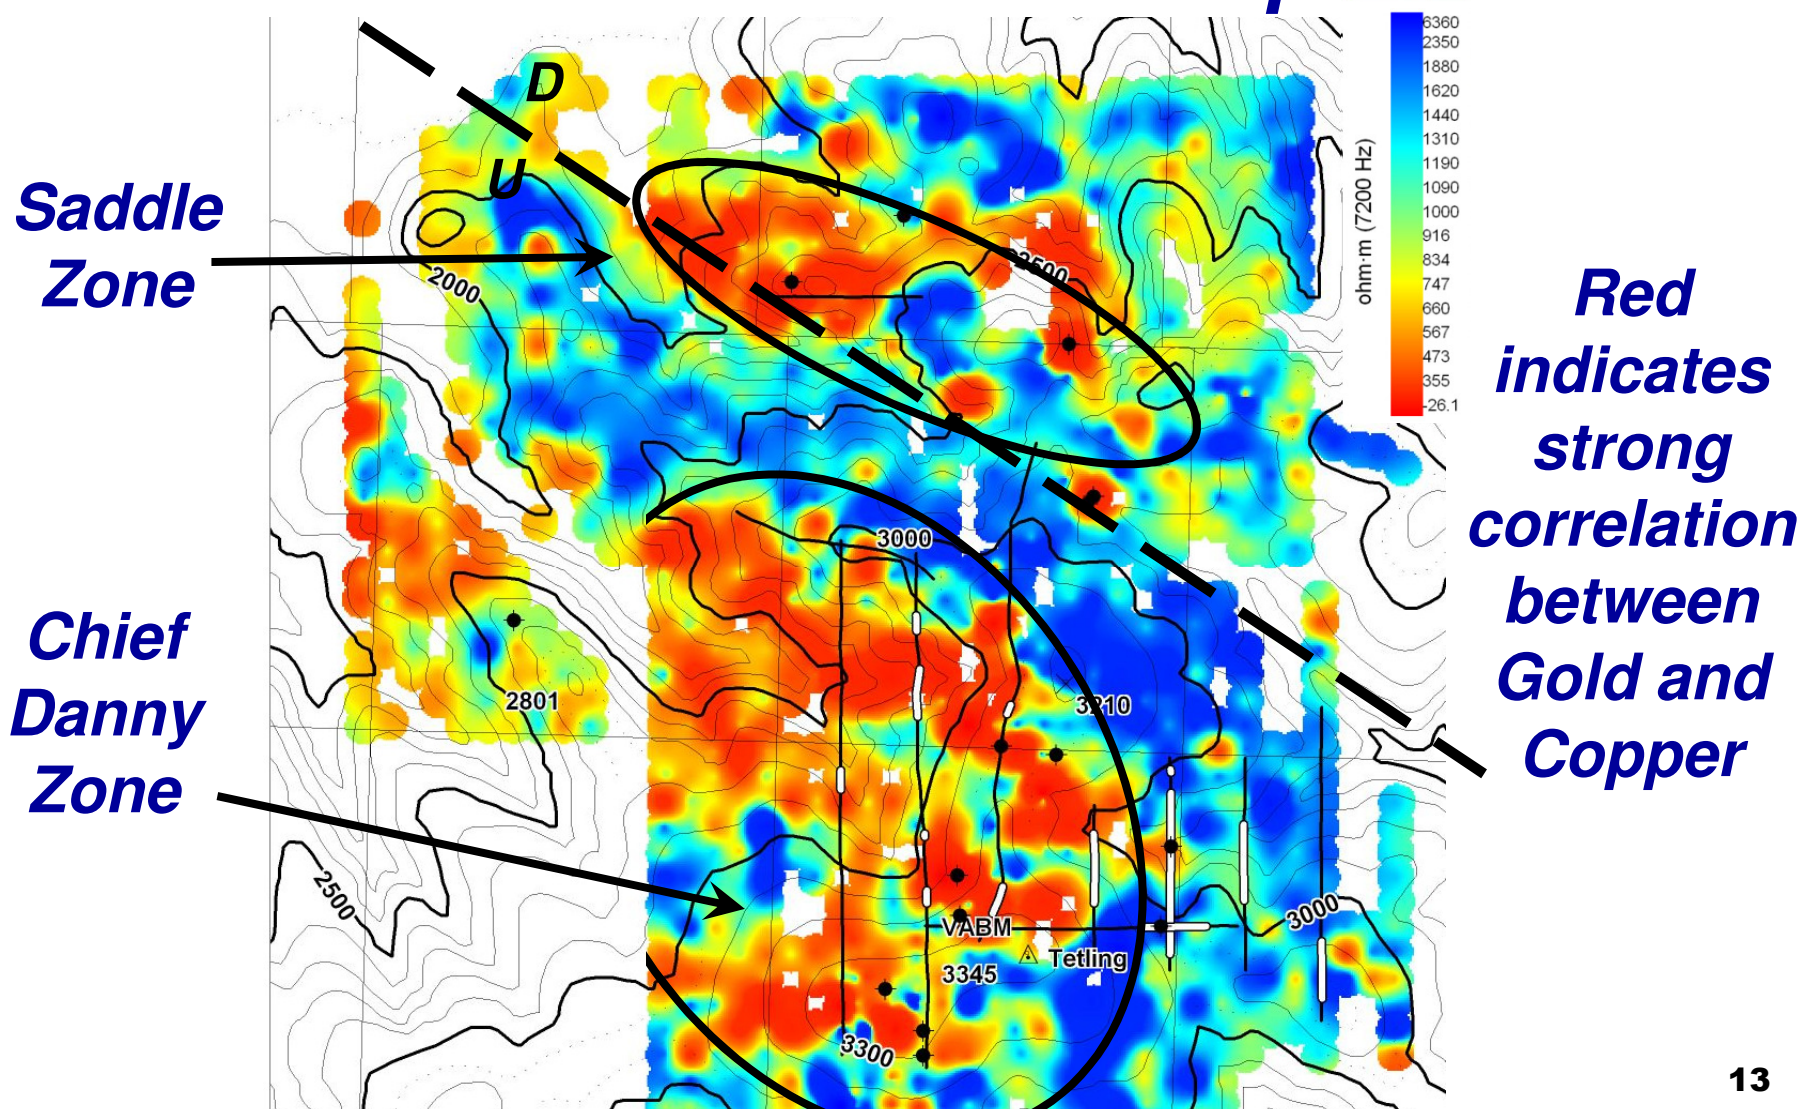 D
U
Saddle
Zone
Chief
Danny
Zone
Red
indicates
strong
correlation
between
Gold and
Copper
ohm·m (7200 Hz)
6360
2350
1880
1620
1440
1310
1190
1090
1000
916
834
747
660
567
473
355
-26.1
2000
2500
3000
2801
3210
2500
3000
VABM
Tetling
3345
3300
13